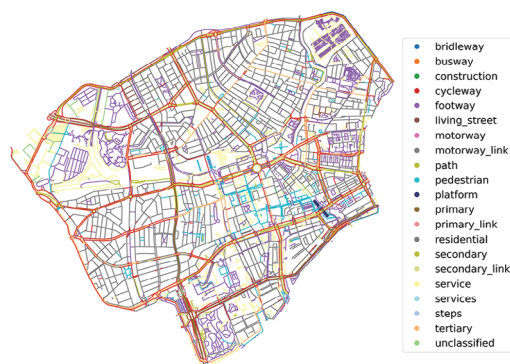 bridleway
busway
construction
cycleway
footway
living_street
motorway
motorway_link
path
pedestrian
platform
primary
primary_link
residential
secondary
secondary_link
service
services
steps
tertiary
unclassified